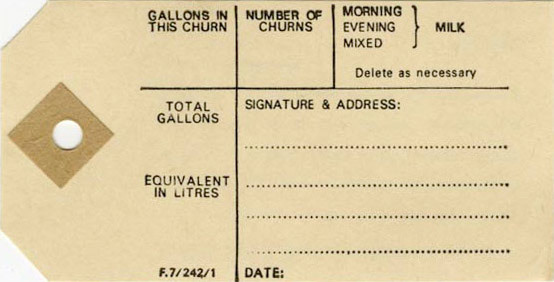 GALLONS IN
THIS CHURN
NUMBER OF
CHURNS
MORNING
EVENING
MIXED
MILK
Delete as necessary
TOTAL
GALLONS
SIGNATURE & ADDRESS:
EQUIVALENT
IN LITRES
F.7/242/1
DATE: